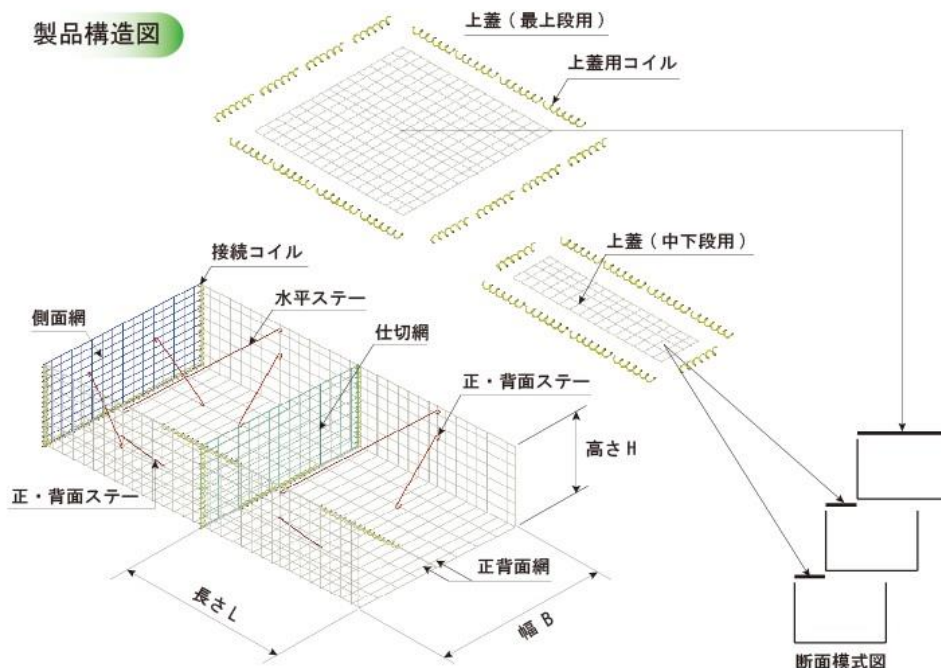 製品構造図
上蓋(最上段用)
上蓋用コイル
上蓋(中下段用)
接続コイル
水平ステー
側面網
仕切網
正・背面ステー
高さH
正・背面ステー
正背面網
長さL
幅B
断面模式図